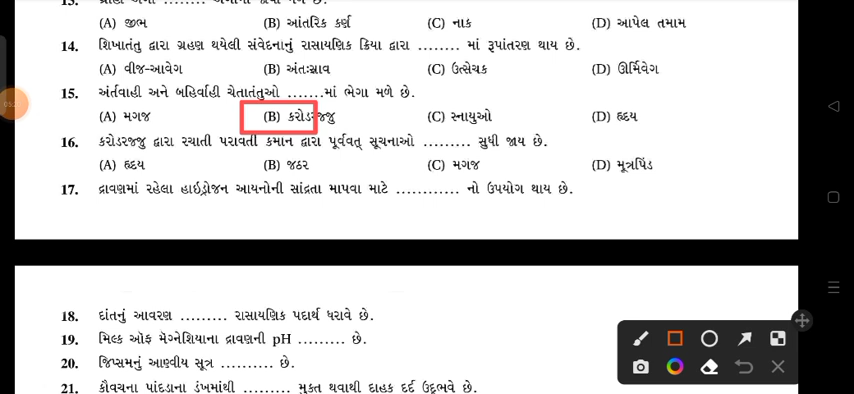 (A) જીભ (B) આંતરિક કર્ણ (C) નાક (D) આપેલ તમામ
14. શિખાતંતુ દ્વારા ગ્રહણ થયેલી સંવેદનાનું રાસાયણિક ક્રિયા દ્વારા ........ માં રૂપાંતરણ થાય છે.
(A) વીજ-આવેગ (B) અંતઃસ્રાવ (C) ઉત્સેચક (D) ઊર્મિવેગ
15. અંર્તવાહી અને બહિર્વાહી ચેતાતંતુઓ .......માં ભેગા મળે છે.
(A) મગજ (B) કરોડરજ્જુ (C) સ્નાયુઓ (D) હૃદય
16. કરોડરજ્જુ દ્વારા રચાતી પરાવર્તી કમાન દ્વારા પૂર્વવત્ સૂચનાઓ ......... સુધી જાય છે.
(A) હૃદય (B) જઠર (C) મગજ (D) મૂત્રપિંડ
17. દ્રાવણમાં રહેલા હાઇડ્રોજન આયનોની સાંદ્રતા માપવા માટે ............ નો ઉપયોગ થાય છે.
18. દાંતનું આવરણ ......... રાસાયણિક પદાર્થ ધરાવે છે.
19. મિલ્ક ઑફ મૅગ્નેશિયાના દ્રાવણની pH ......... છે.
20. જિપ્સમનું આણ્વીય સૂત્ર .......... છે.
21. કૌવચના પાંદડાના ડંખમાંથી ......... મુક્ત થવાથી દાહક દર્દ ઉદ્દભવે છે.